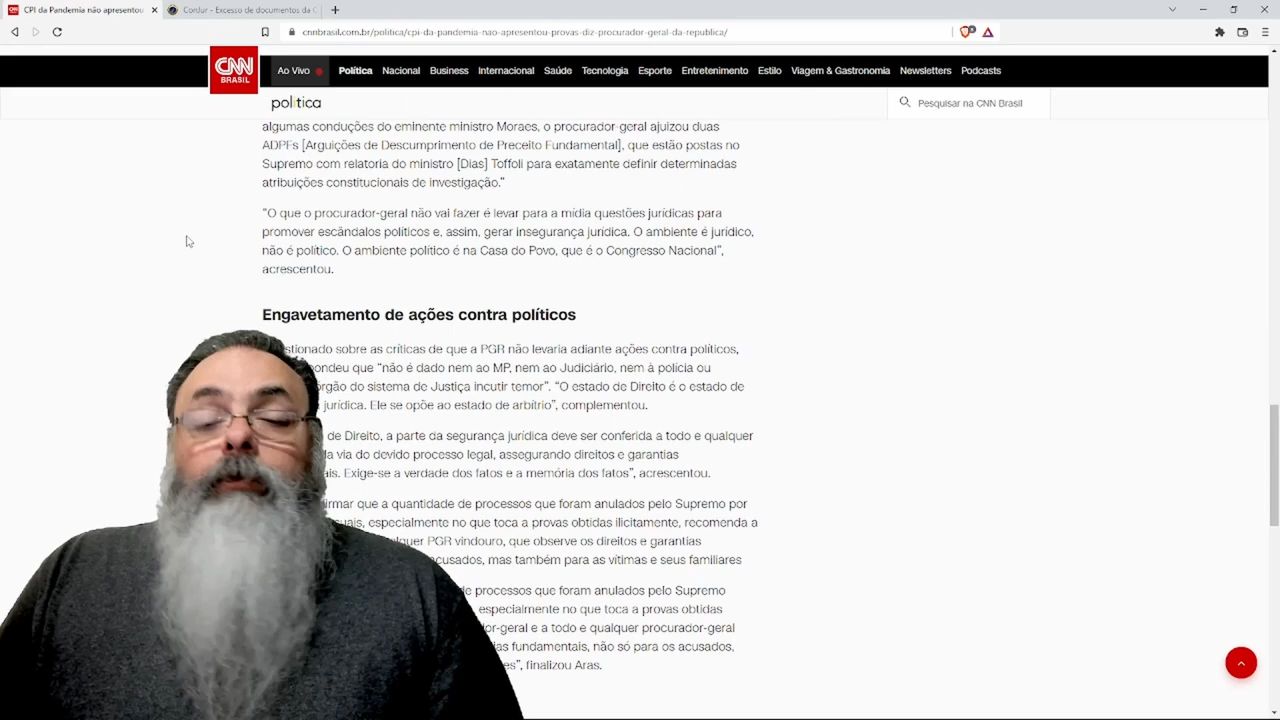 CPI da Pandemia não apresentou
ConJur - Excesso de documentos da C
cnnbrasil.com.br/politica/cpi-da-pandemia-nao-apresentou-provas-diz-procurador-geral-da-republica/
CNN
BRASIL
Ao Vivo
Política
Nacional
Business
Internacional
Saúde
Tecnologia
Esporte
Entretenimento
Estilo
Viagem & Gastronomia
Newsletters
Podcasts
política
Pesquisar na CNN Brasil
algumas conduções do eminente ministro Moraes, o procurador-geral ajuizou duas
ADPFs [Arguições de Descumprimento de Preceito Fundamental], que estão postas no
Supremo com relatoria do ministro [Dias] Toffoli para exatamente definir determinadas
atribuições constitucionais de investigação.”
“O que o procurador-geral não vai fazer é levar para a mídia questões jurídicas para
promover escândalos políticos e, assim, gerar insegurança jurídica. O ambiente é jurídico,
não é político. O ambiente político é na Casa do Povo, que é o Congresso Nacional”,
acrescentou.
Engavetamento de ações contra políticos
stionado sobre as críticas de que a PGR não levaria adiante ações contra políticos,
pondeu que “não é dado nem ao MP, nem ao Judiciário, nem à polícia ou
órgão do sistema de Justiça incutir temor”. “O estado de Direito é o estado de
jurídica. Ele se opõe ao estado de arbítrio”, complementou.
de Direito, a parte da segurança jurídica deve ser conferida a todo e qualquer
la via do devido processo legal, assegurando direitos e garantias
ais. Exige-se a verdade dos fatos e a memória dos fatos”, acrescentou.
irmar que a quantidade de processos que foram anulados pelo Supremo por
suais, especialmente no que toca a provas obtidas ilicitamente, recomenda a
lquer PGR vindouro, que observe os direitos e garantias
acusados, mas também para as vítimas e seus familiares
de processos que foram anulados pelo Supremo
, especialmente no que toca a provas obtidas
dor-geral e a todo e qualquer procurador-geral
ias fundamentais, não só para os acusados,
es”, finalizou Aras.